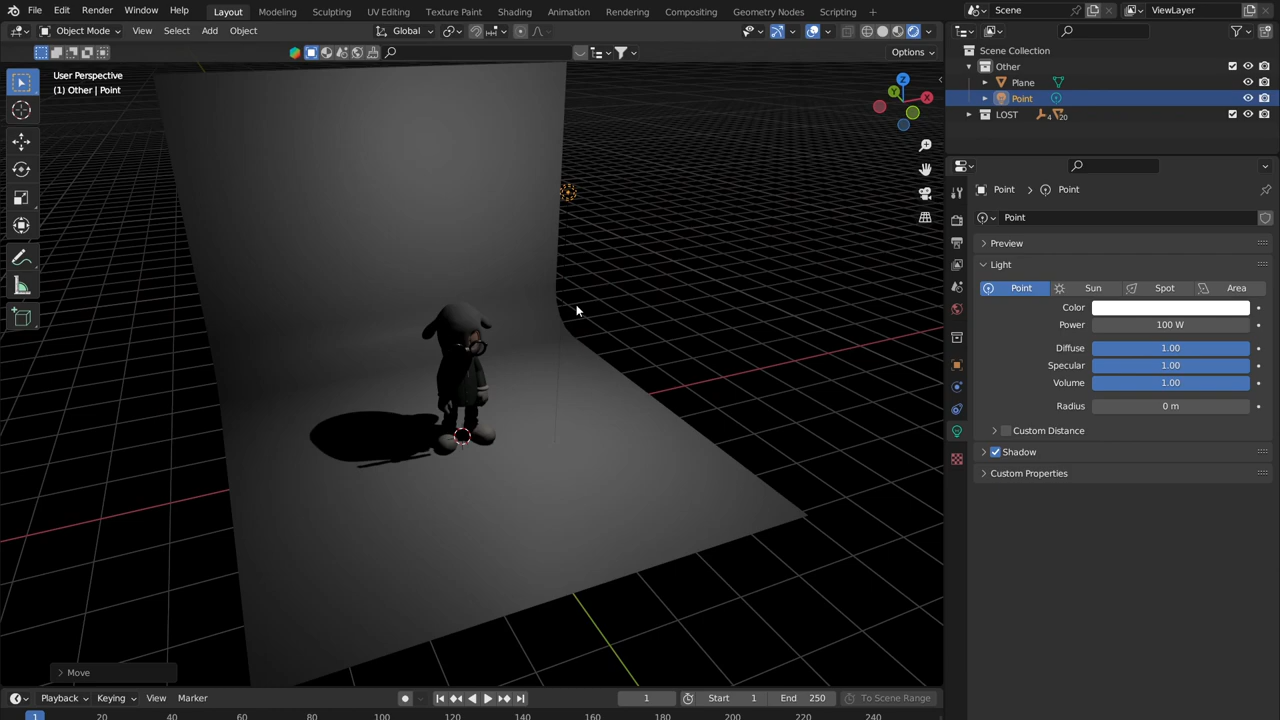 File Edit Render Window Help Layout Modeling Sculpting UV Editing Texture Paint Shading Animation Rendering Compositing Geometry Nodes Scripting + Scene ViewLayer
Object Mode View Select Add Object Global
Options
User Perspective
(1) Other | Point
Z
Y
X
Move
Scene Collection
Other
Plane
Point
LOST 4 20
Point > Point
Point
Preview
Light
Point Sun Spot Area
Color
Power 100 W
Diffuse 1.00
Specular 1.00
Volume 1.00
Radius 0 m
Custom Distance
Shadow
Custom Properties
Playback Keying View Marker 1 Start 1 End 250 To Scene Range
1 20 40 60 80 100 120 140 160 180 200 220 240